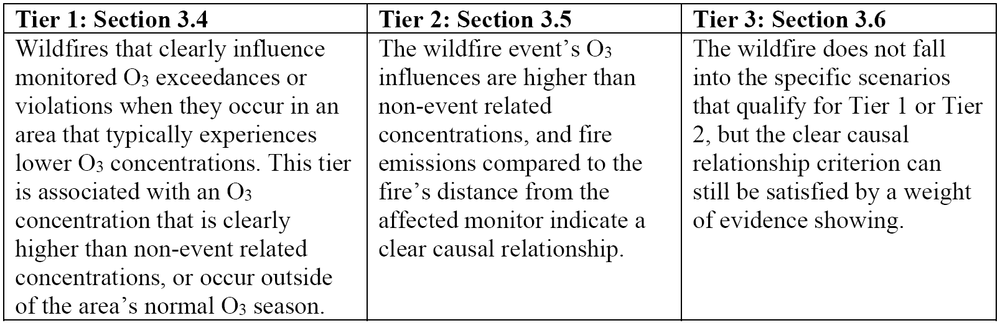 Tier 1: Section 3.4
Wildfires that clearly influence
monitored O3 exceedances or
violations when they occur in an
area that typically experiences
lower O3 concentrations. This tier
is associated with an O3
concentration that is clearly
higher than non-event related
concentrations, or occur outside
of the area’s normal O3 season.
Tier 2: Section 3.5
The wildfire event’s O3
influences are higher than
non-event related
concentrations, and fire
emissions compared to the
fire’s distance from the
affected monitor indicate a
clear causal relationship.
Tier 3: Section 3.6
The wildfire does not fall
into the specific scenarios
that qualify for Tier 1 or Tier
2, but the clear causal
relationship criterion can
still be satisfied by a weight
of evidence showing.